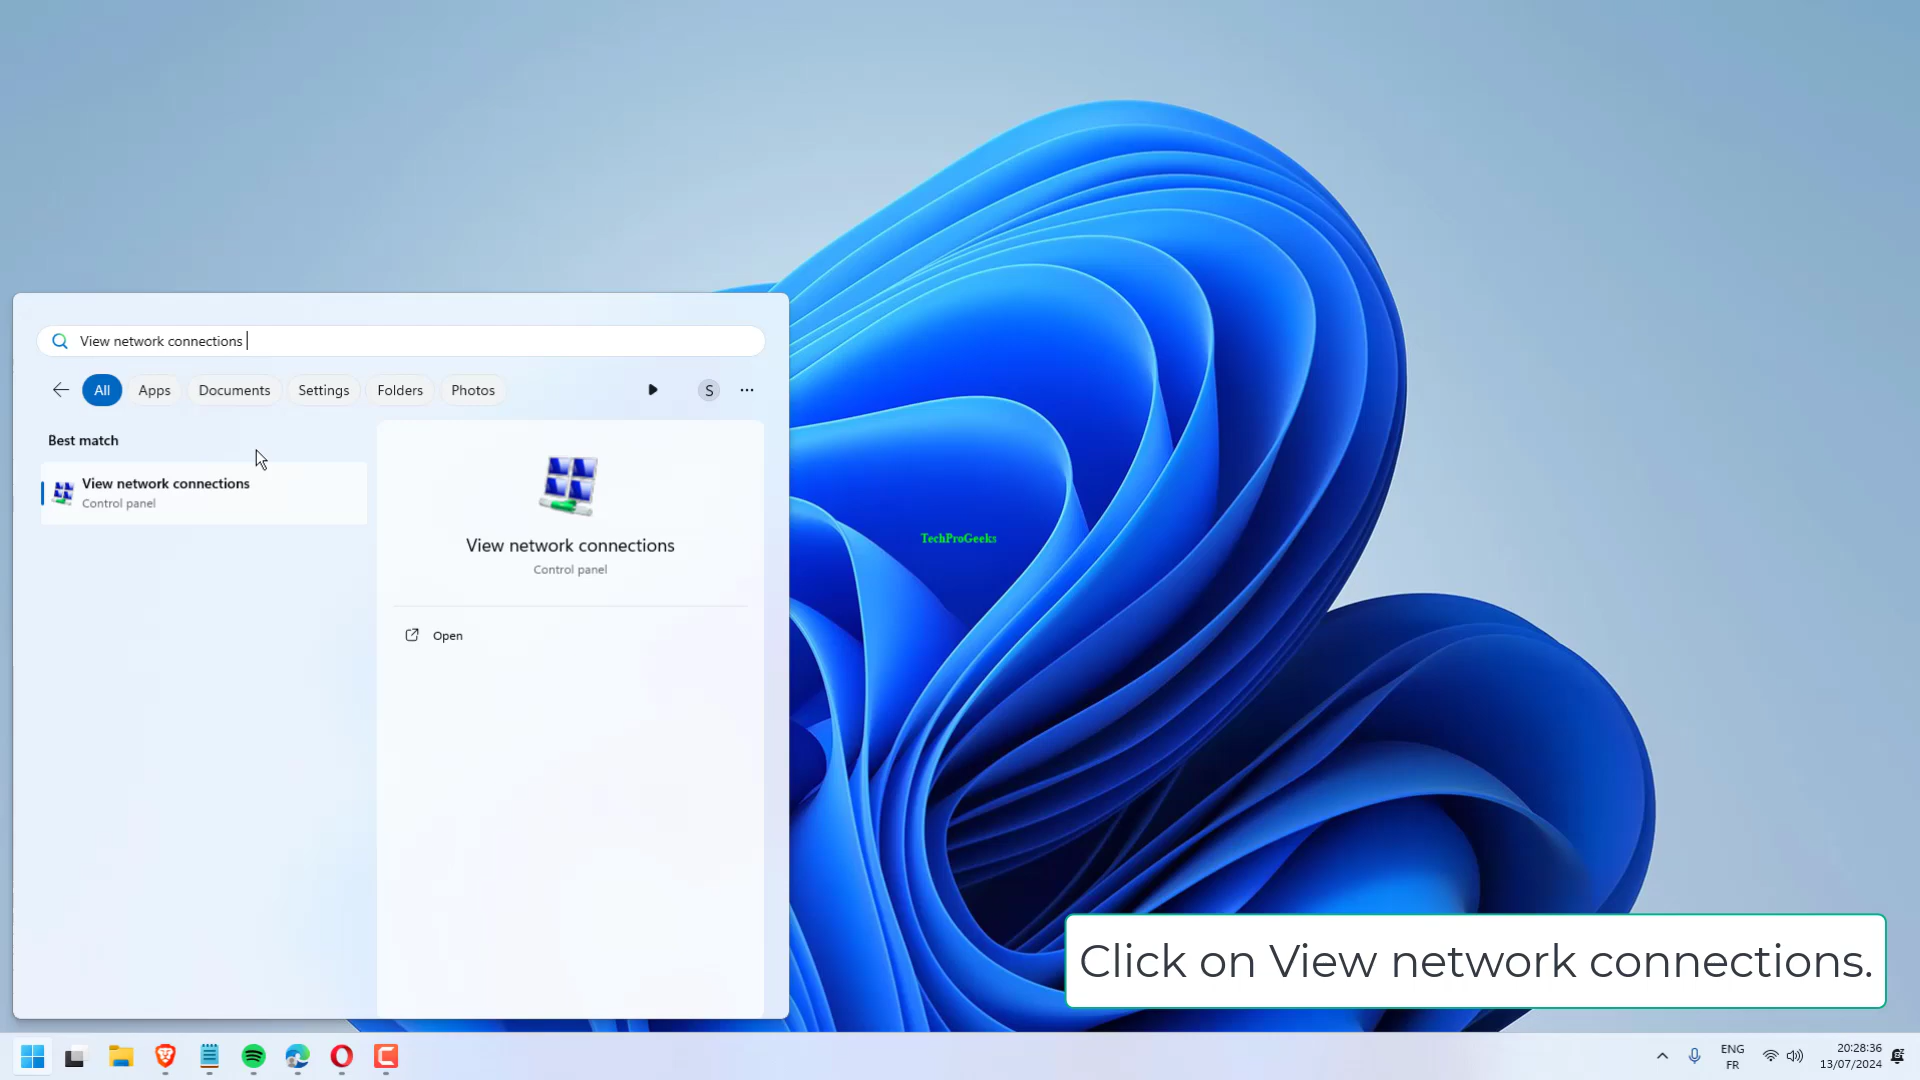 View network connections
All
Apps
Documents
Settings
Folders
Photos
S
Best match
View network connections
Control panel
View network connections
Control panel
Open
TechProGeeks
Click on View network connections.
ENG
FR
20:28:36
13/07/2024